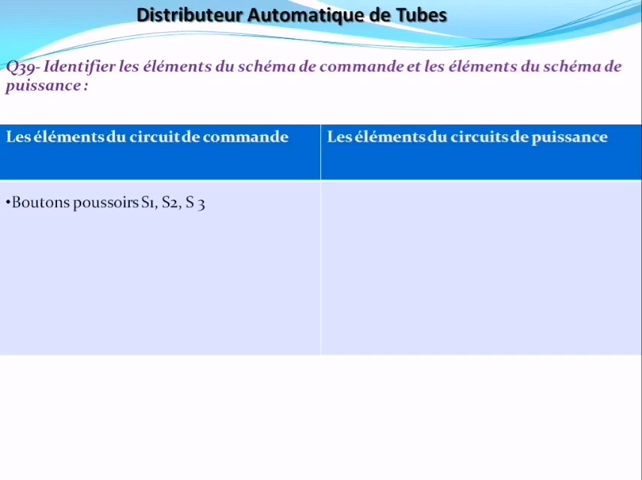 Distributeur Automatique de Tubes
Q39- Identifier les éléments du schéma de commande et les éléments du schéma de
puissance :
Les éléments du circuit de commande
Les éléments du circuits de puissance
•Boutons poussoirs S1, S2, S 3